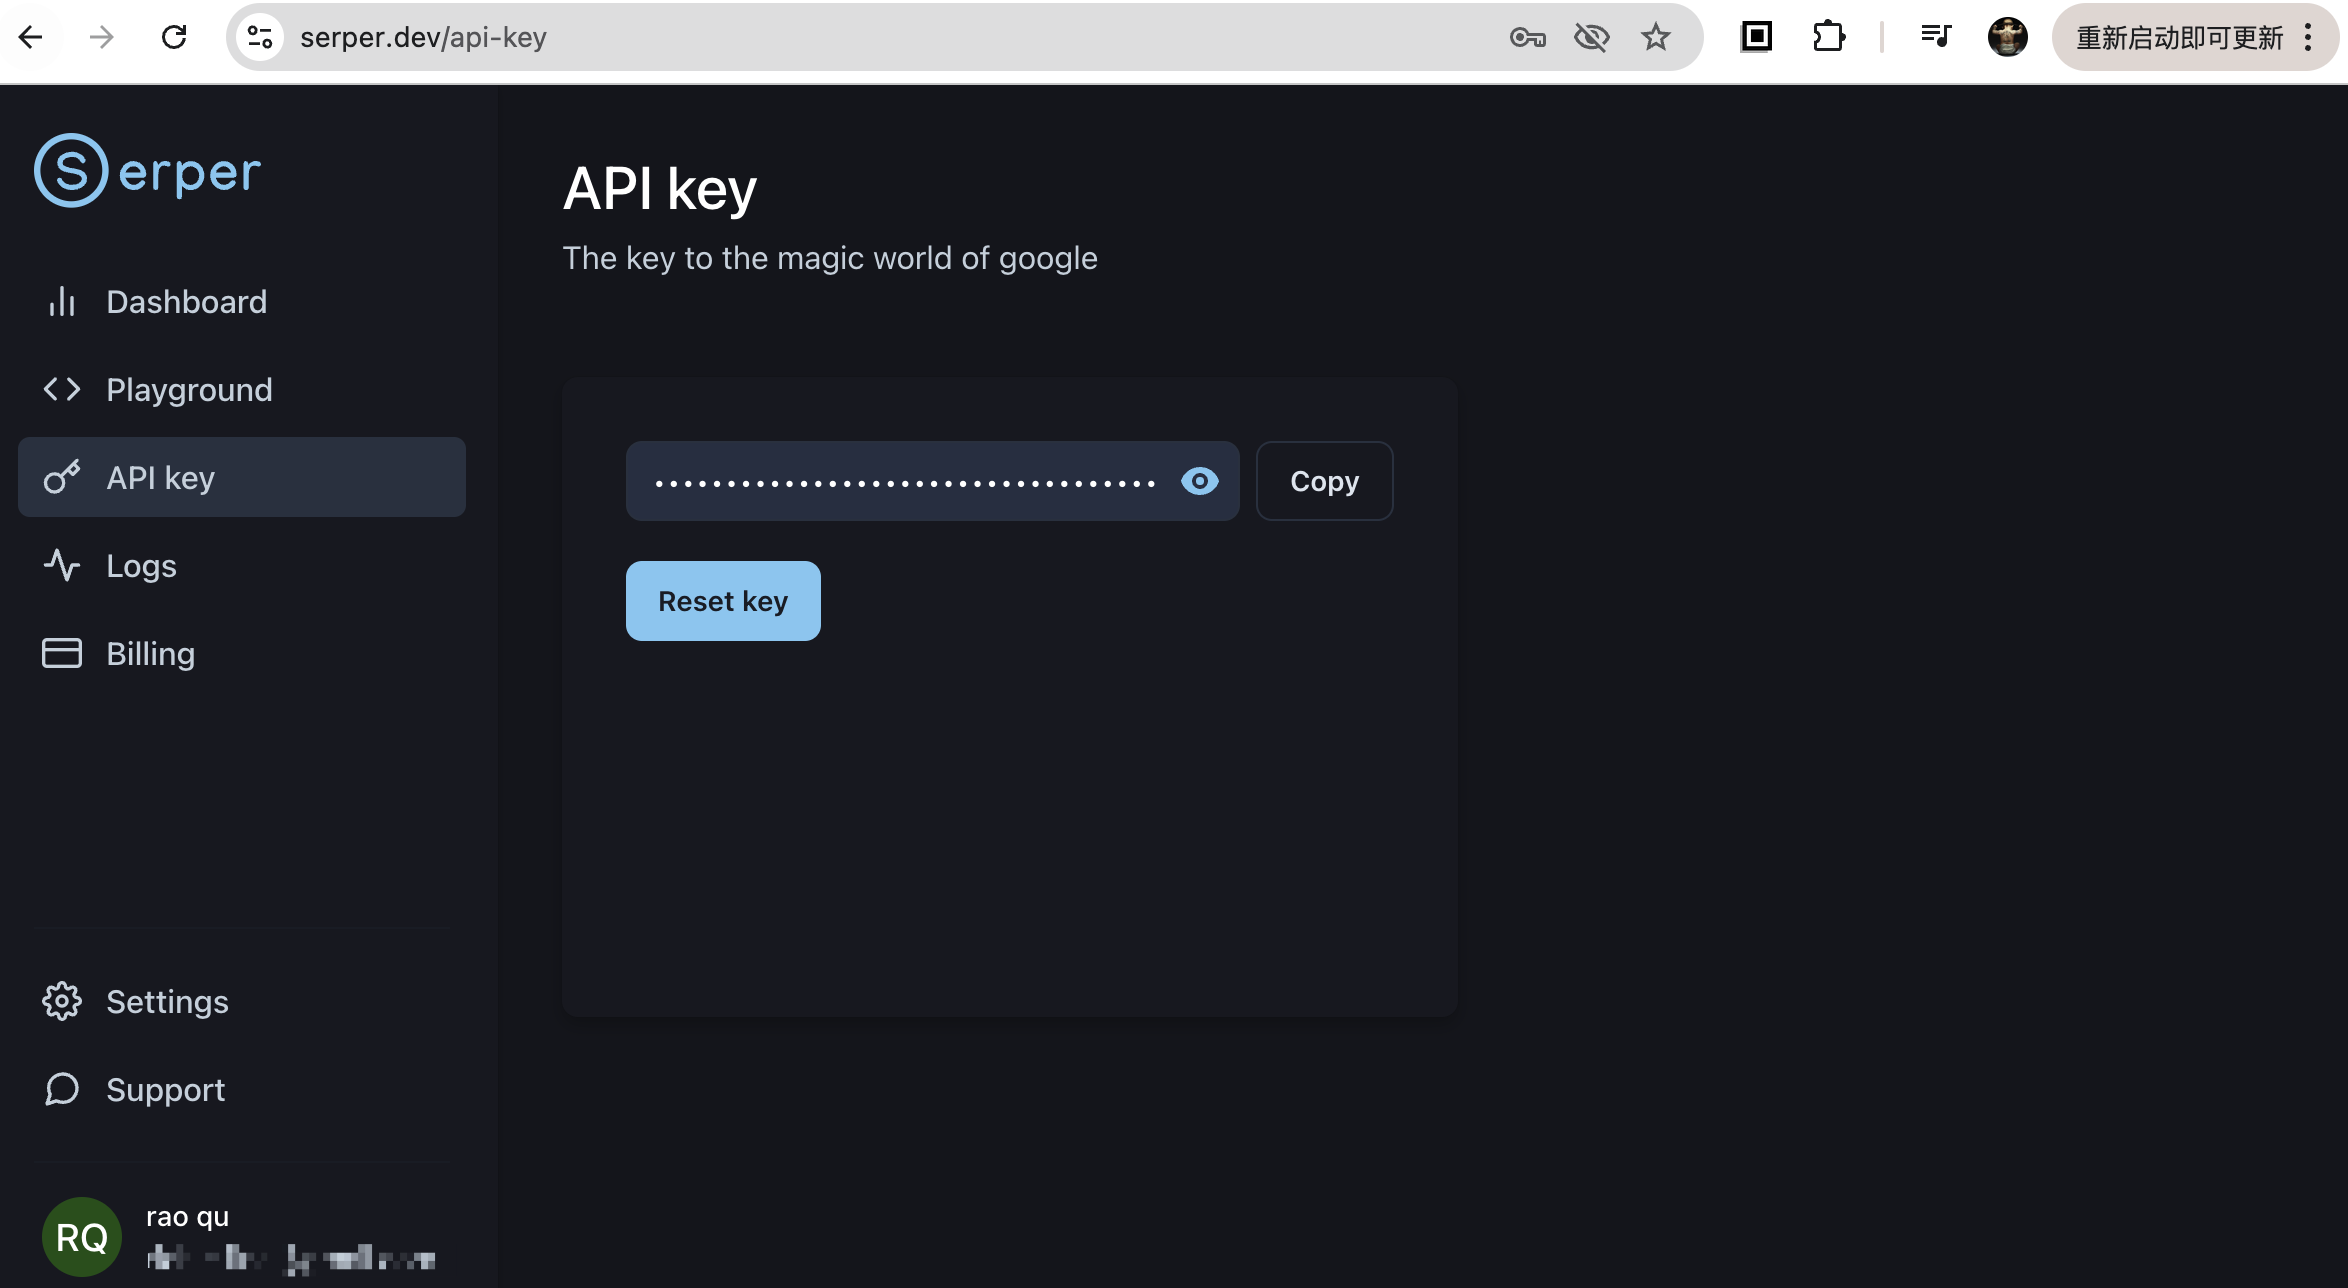 serper.dev/api-key
重新启动即可更新
Serper
Dashboard
Playground
API key
Logs
Billing
Settings
Support
RQ
rao qu
API key
The key to the magic world of google
Copy
Reset key